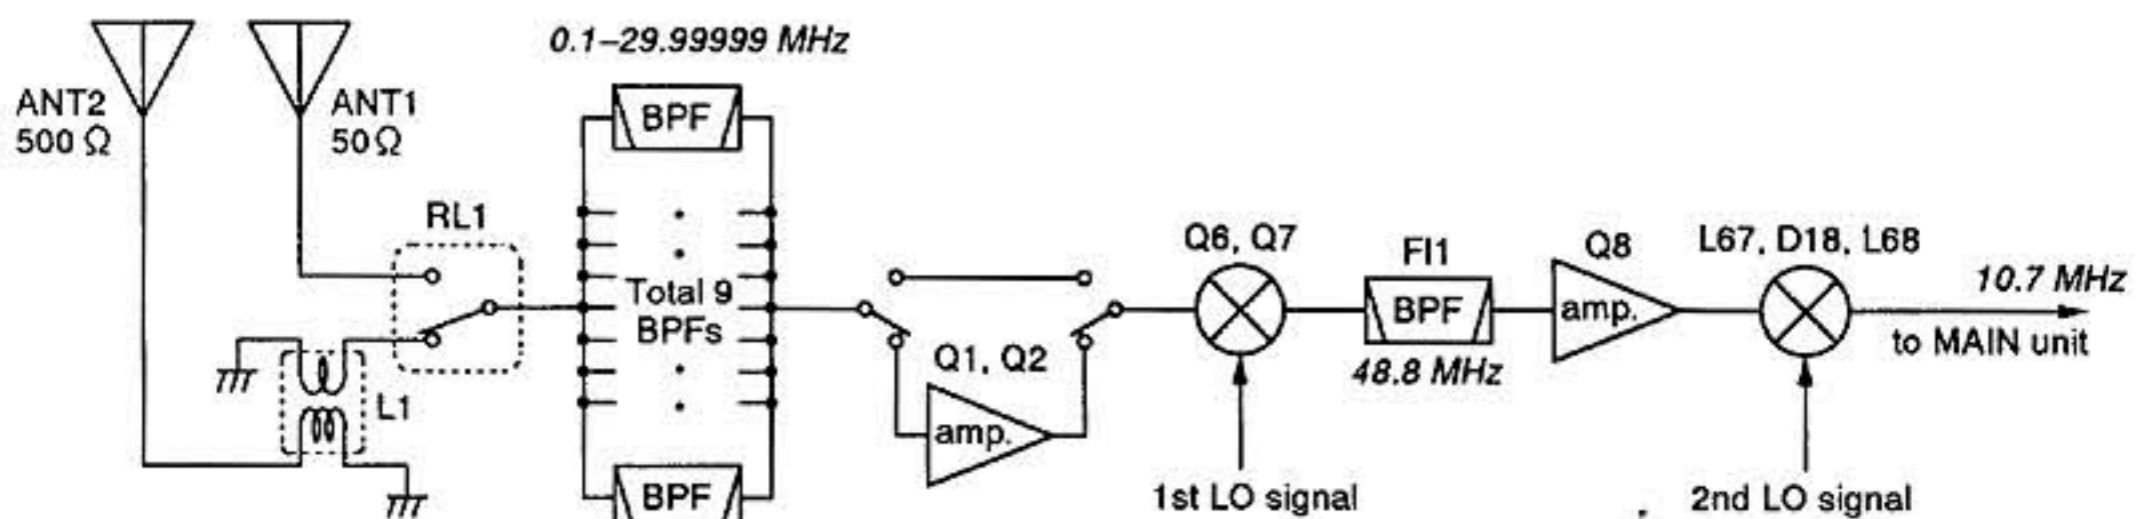 0.1–29.99999 MHz
ANT2
500 Ω
ANT1
50Ω
BPF
RL1
Total 9
BPFs
L1
BPF
Q1, Q2
amp.
Q6, Q7
1st LO signal
FI1
BPF
48.8 MHz
Q8
amp.
L67, D18, L68
2nd LO signal
10.7 MHz
to MAIN unit